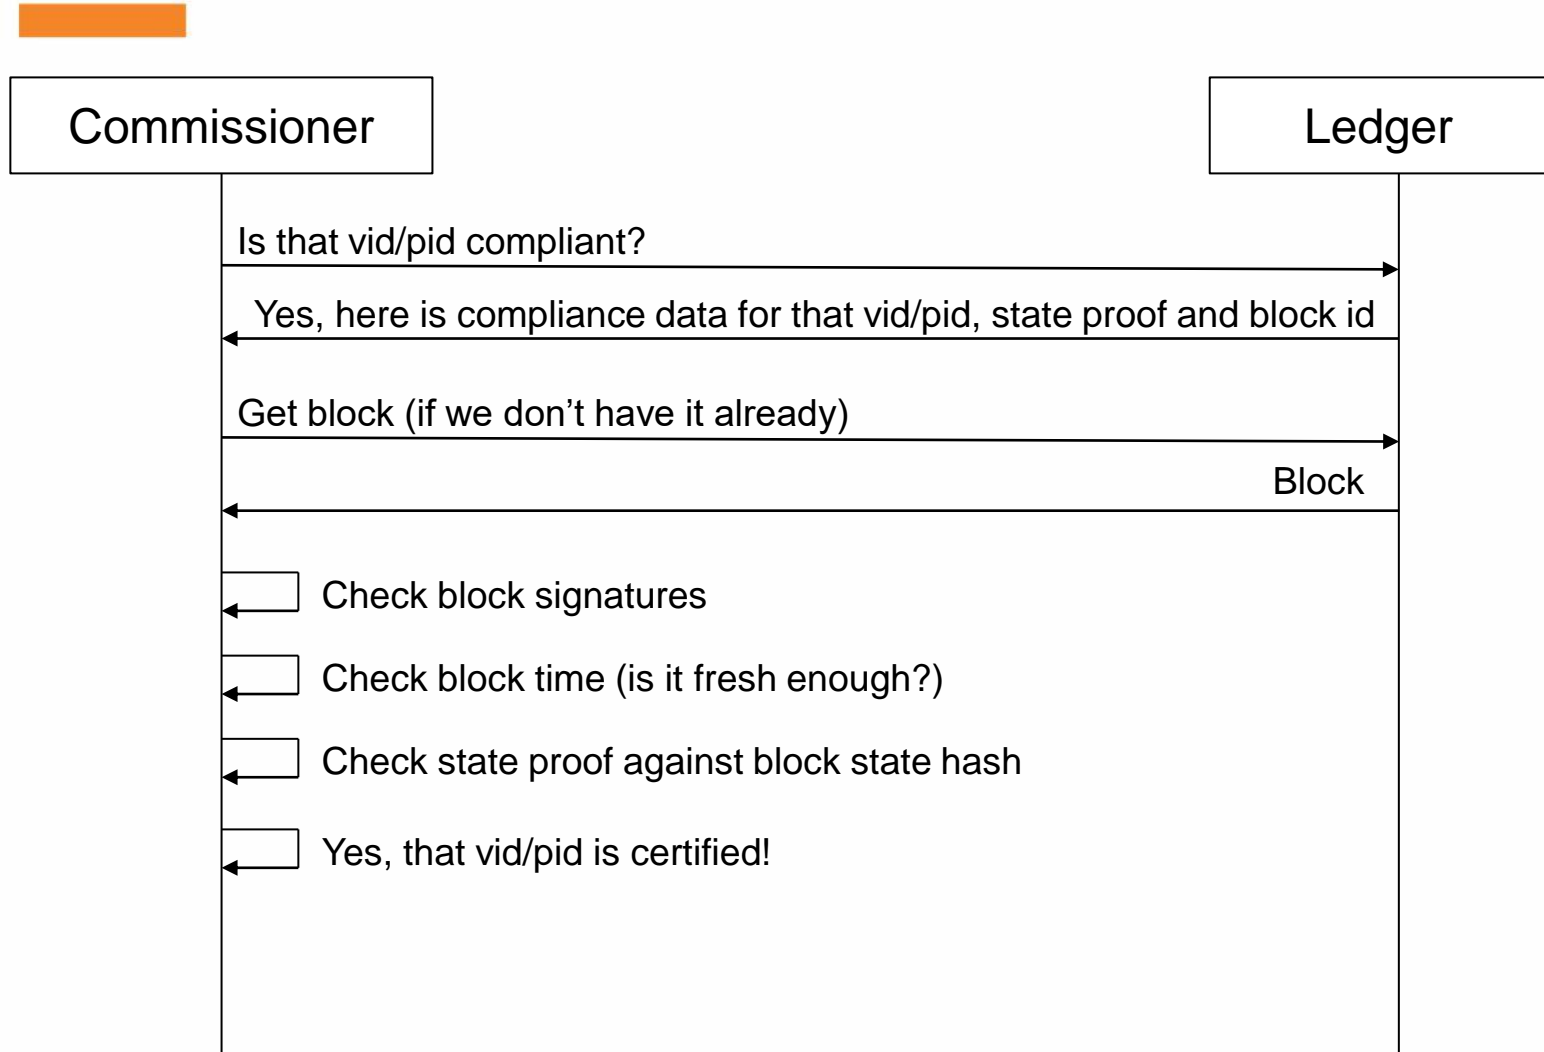 Commissioner
Ledger
Is that vid/pid compliant?
Yes, here is compliance data for that vid/pid, state proof and block id
Get block (if we don’t have it already)
Block
Check block signatures
Check block time (is it fresh enough?)
Check state proof against block state hash
Yes, that vid/pid is certified!